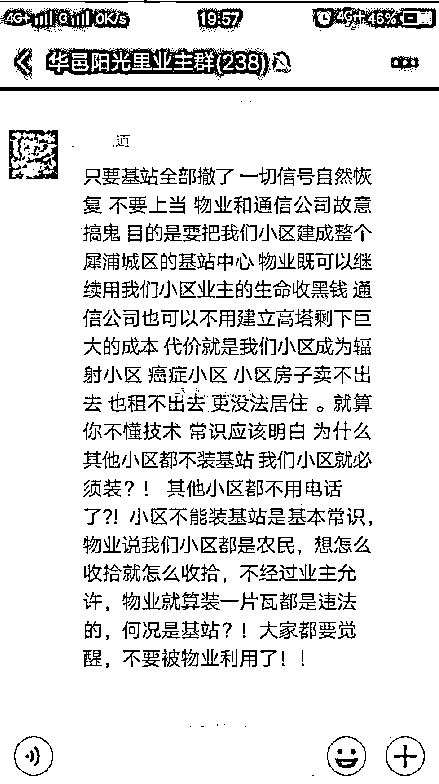 4G+ G 0K/s 19:57 4G+ 46%
华邑阳光里业主群(238)
只要基站全部撤了 一切信号自然恢
复 不要上当 物业和通信公司故意
搞鬼 目的是要把我们小区建成整个
犀浦城区的基站中心 物业既可以继
续用我们小区业主的生命收黑钱 通
信公司也可以不用建立高塔剩下巨
大的成本 代价就是我们小区成为辐
射小区 癌症小区 小区房子卖不出
去 也租不出去 更没法居住 。就算
你不懂技术 常识应该明白 为什么
其他小区都不装基站 我们小区就必
须装？！ 其他小区都不用电话
了?! 小区不能装基站是基本常识，
物业说我们小区都是农民，想怎么
收拾就怎么收拾，不经过业主允
许，物业就算装一片瓦都是违法
的，何况是基站？！大家都要觉
醒，不要被物业利用了！！